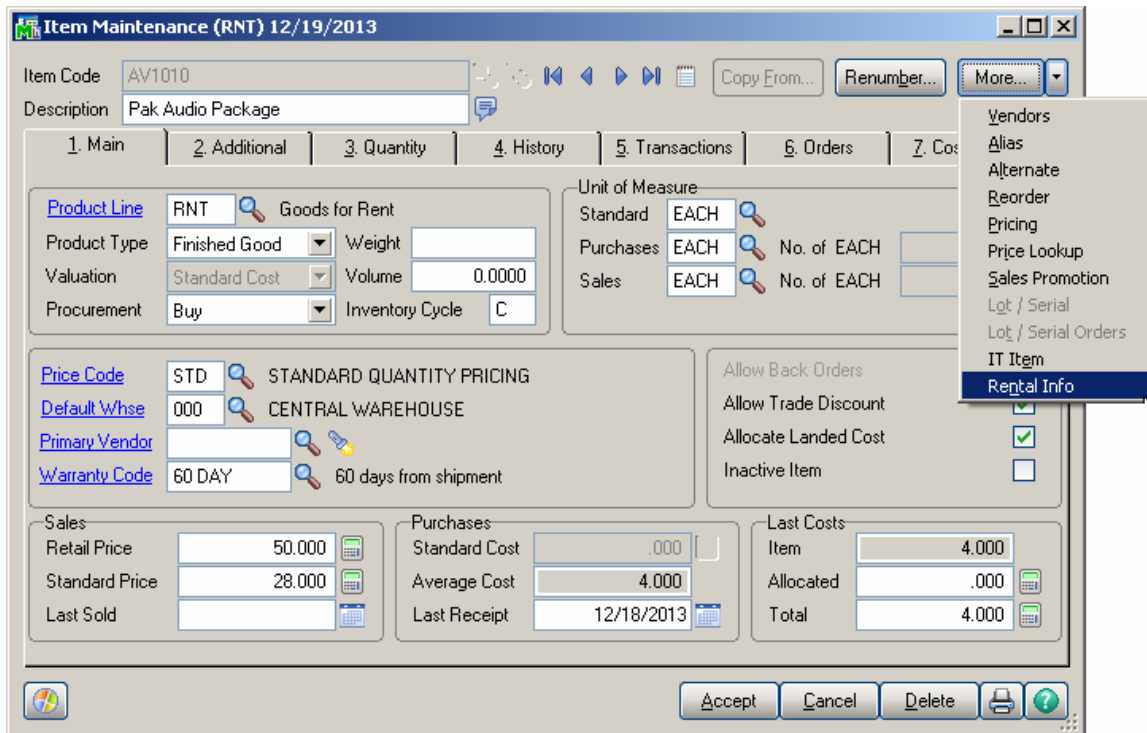 Item Maintenance (RNT) 12/19/2013
Item Code AV1010 Copy From... Renumber... More...
Description Pak Audio Package
1. Main 2. Additional 3. Quantity 4. History 5. Transactions 6. Orders 7. Cos
Vendors
Alias
Alternate
Reorder
Pricing
Price Lookup
Sales Promotion
Lot / Serial
Lot / Serial Orders
IT Item
Rental Info
Product Line RNT Goods for Rent
Product Type Finished Good Weight
Valuation Standard Cost Volume 0.0000
Procurement Buy Inventory Cycle C
Unit of Measure
Standard EACH
Purchases EACH No. of EACH
Sales EACH No. of EACH
Price Code STD STANDARD QUANTITY PRICING
Default Whse 000 CENTRAL WAREHOUSE
Primary Vendor
Warranty Code 60 DAY 60 days from shipment
Allow Back Orders
Allow Trade Discount
Allocate Landed Cost
Inactive Item
Sales
Retail Price 50.000
Standard Price 28.000
Last Sold
Purchases
Standard Cost .000
Average Cost 4.000
Last Receipt 12/18/2013
Last Costs
Item 4.000
Allocated .000
Total 4.000
Accept Cancel Delete